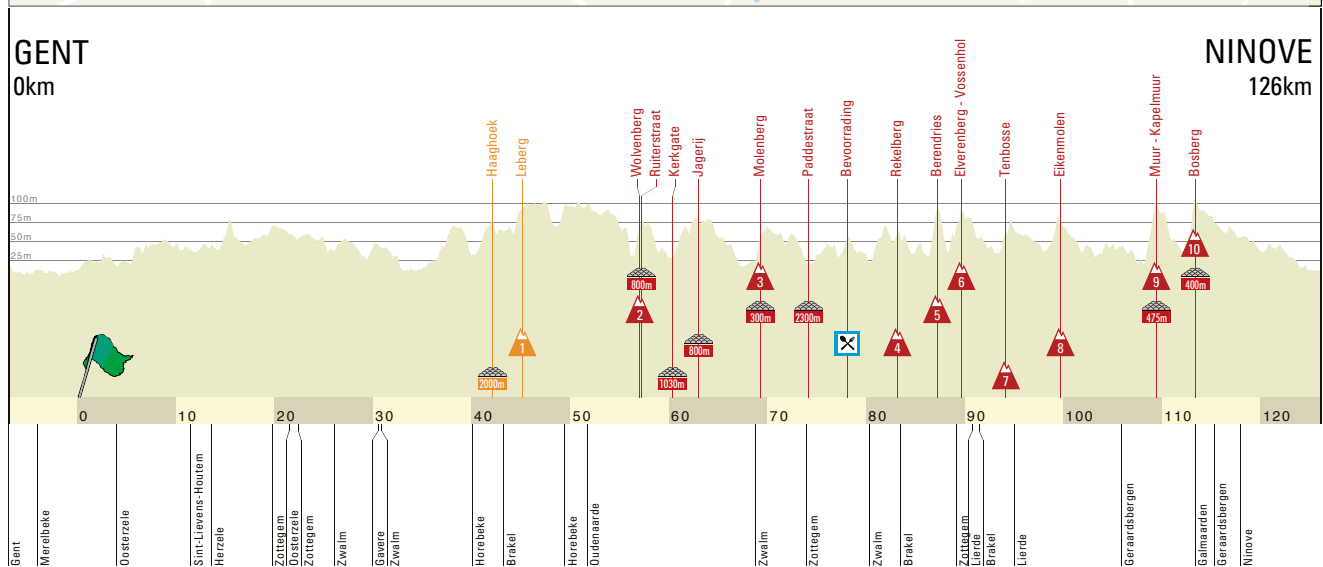 GENT
0km
NINOVE
126km
Haaghoek
Leberg
Wolvenberg
Ruiterstraat
Kerkgate
Jagerij
Molenberg
Paddestraat
Bevoorrading
Rekelberg
Berendries
Elverenberg - Vossenhol
Tenbosse
Eikenmolen
Muur - Kapelmuur
Bosberg
100m
75m
50m
25m
10
800m
3
6
9
400m
2
300m
2300m
5
475m
1
800m
4
8
2000m
1030m
7
0 10 20 30 40 50 60 70 80 90 100 110 120
Gent
Merelbeke
Oosterzele
Sint-Lievens-Houtem
Herzele
Zottegem
Oosterzele
Zottegem
Zwalm
Gavere
Zwalm
Horebeke
Brakel
Horebeke
Oudenaarde
Zwalm
Zottegem
Zwalm
Brakel
Zottegem
Lierde
Brakel
Lierde
Geraardsbergen
Galmaarden
Geraardsbergen
Ninove